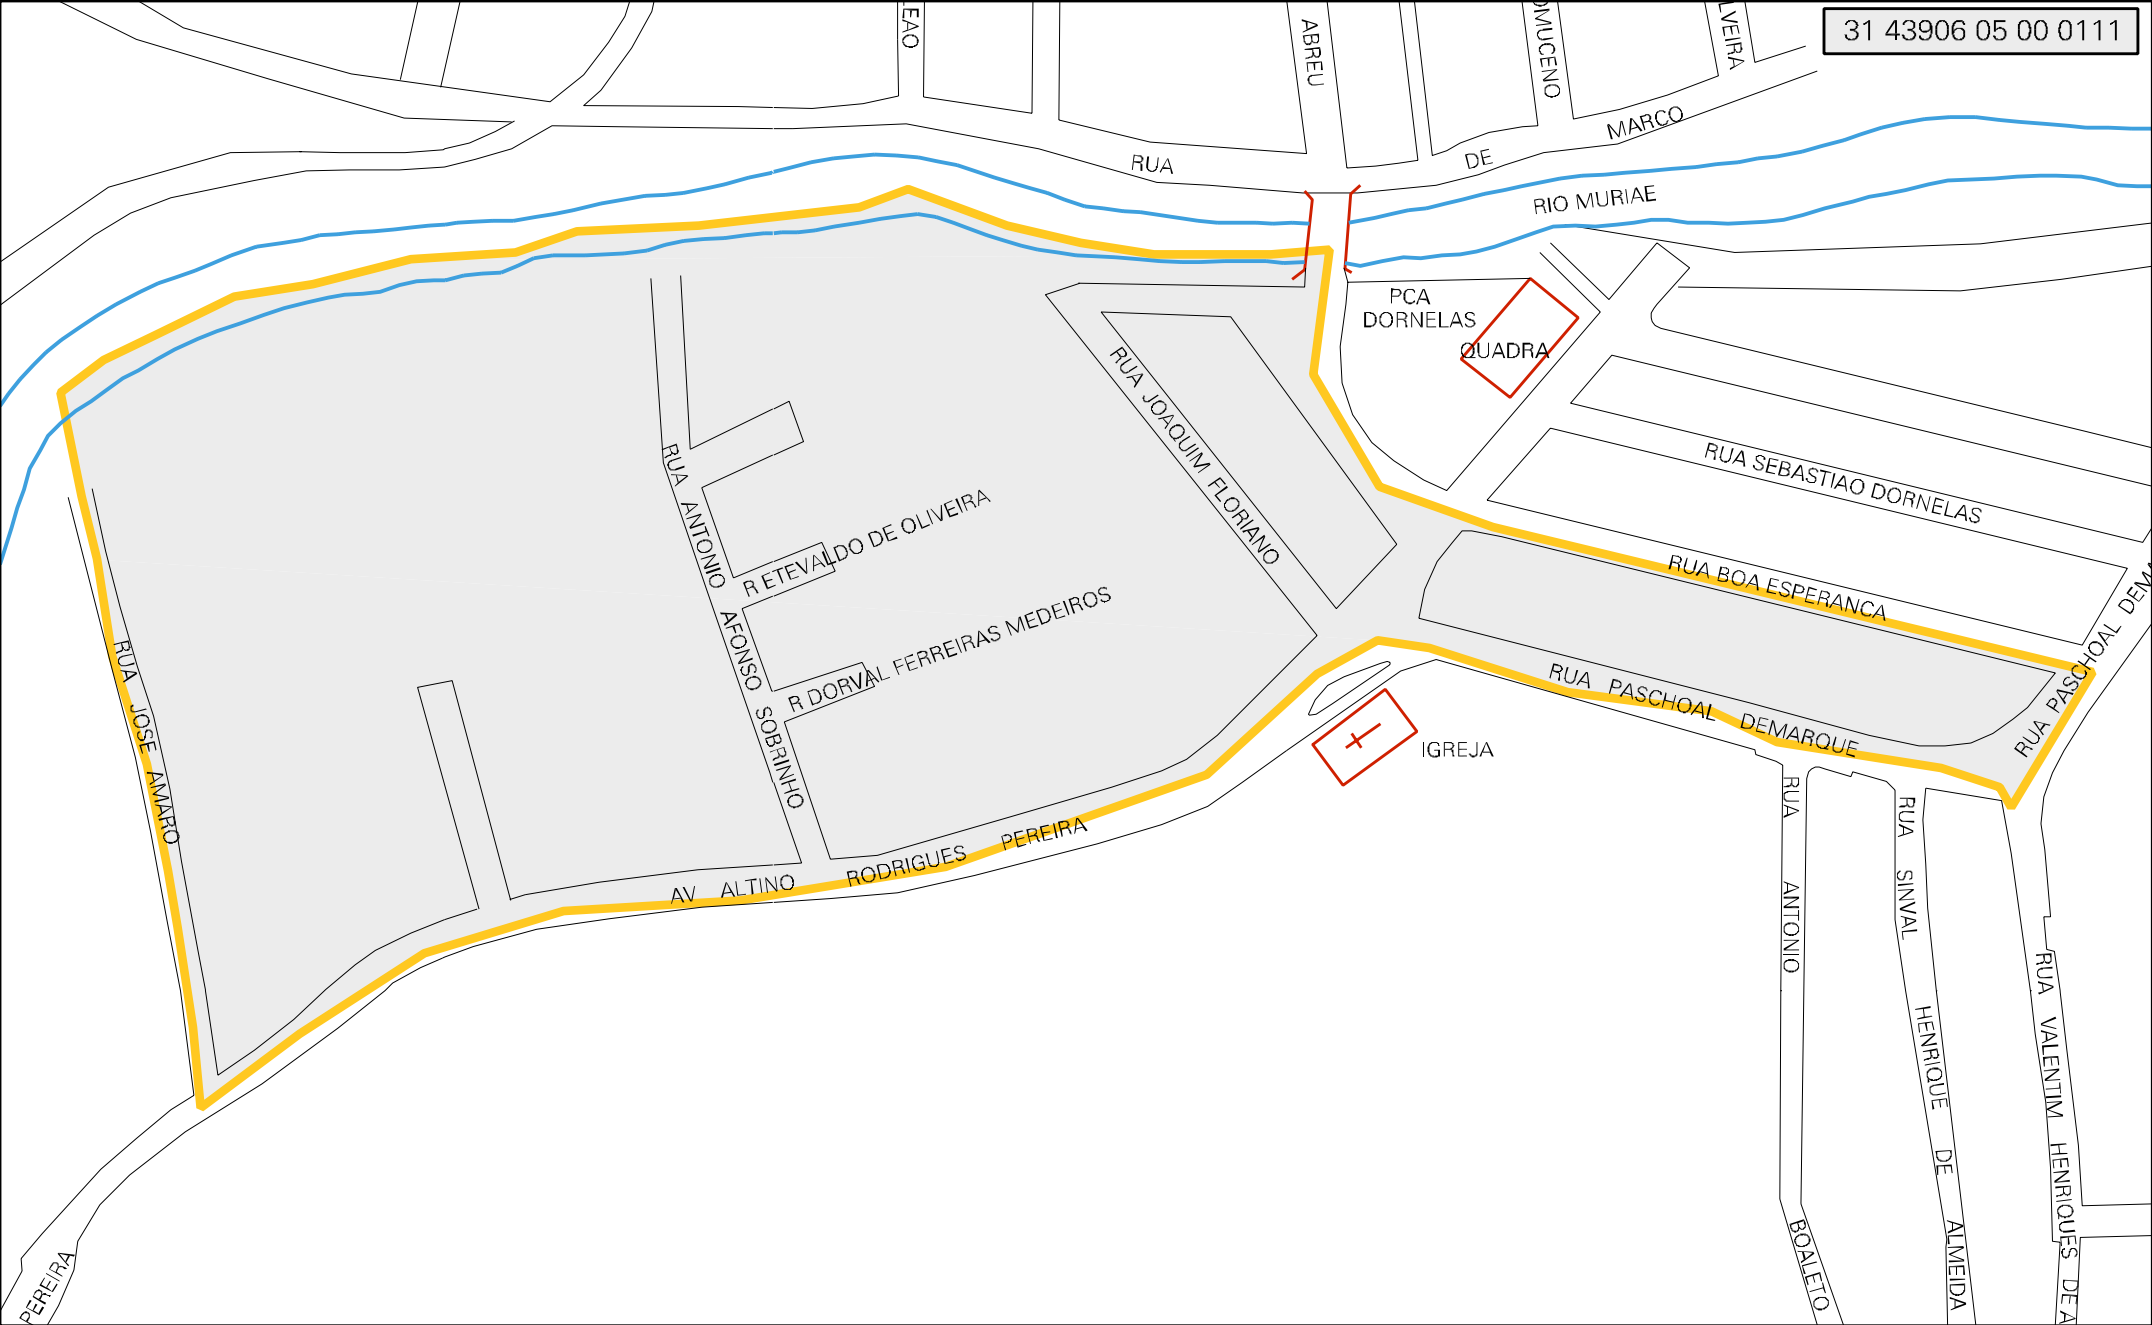 31 43906 05 00 0111
EAO
ABREU
OMUCENO
LVEIRA
RUA DE MARCO
RIO MURIAE
PCA
DORNELAS
QUADRA
RUA JOAQUIM FLORIANO
RUA SEBASTIAO DORNELAS
RUA ANTONIO AFONSO SOBRINHO
R ETEVALDO DE OLIVEIRA
R DORVAL FERREIRAS MEDEIROS
RUA BOA ESPERANCA
RUA PASCHOAL DEMA
RUA PASCHOAL DEMARQUE
RUA JOSE AMARO
IGREJA
AV ALTINO RODRIGUES PEREIRA
RUA ANTONIO BOALETO
RUA SINVAL HENRIQUE DE ALMEIDA
RUA VALENTIM HENRIQUES DE A
PEREIRA